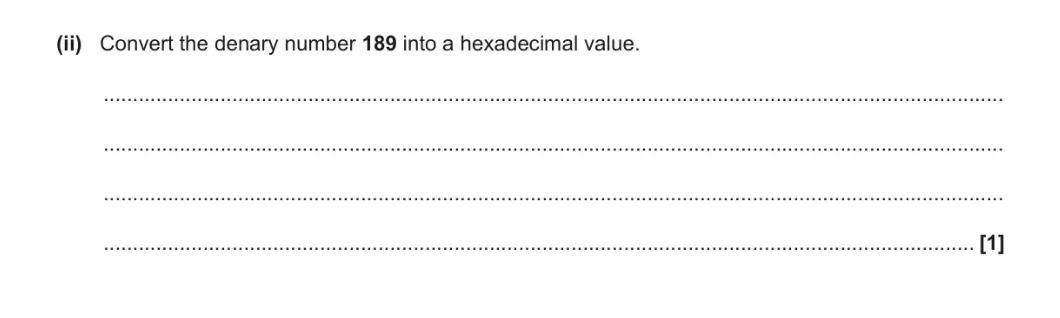 (ii) Convert the denary number 189 into a hexadecimal value.
[1]